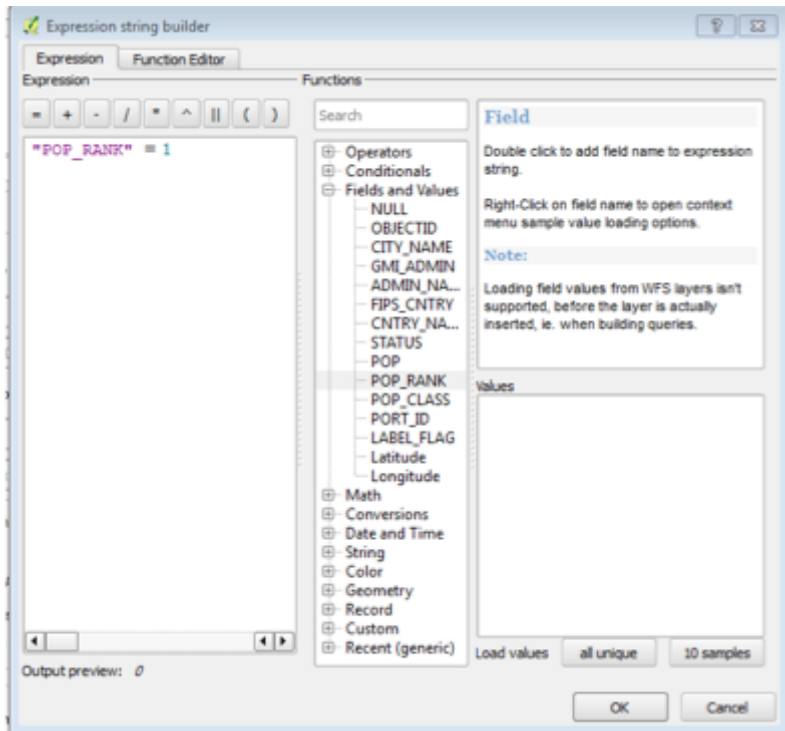 Expression string builder
Expression
Function Editor
Expression
Functions
= + - / * ^ || ( )
"POP_RANK" = 1
Output preview: 0
Search
Operators
Conditionals
Fields and Values
NULL
OBJECTID
CITY_NAME
GMI_ADMIN
ADMIN_NA...
FIPS_CNTRY
CNTRY_NA...
STATUS
POP
POP_RANK
POP_CLASS
PORT_ID
LABEL_FLAG
Latitude
Longitude
Math
Conversions
Date and Time
String
Color
Geometry
Record
Custom
Recent (generic)
Field
Double click to add field name to expression
string.
Right-Click on field name to open context
menu sample value loading options.
Note:
Loading field values from WFS layers isn't
supported, before the layer is actually
inserted, ie. when building queries.
Values
Load values
all unique
10 samples
OK
Cancel